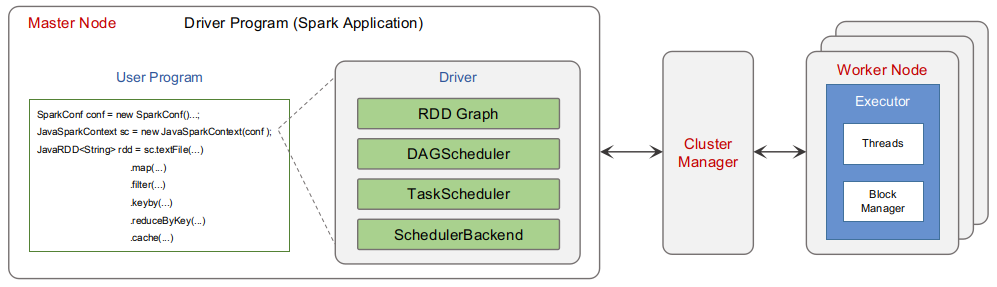 Master Node
Driver Program (Spark Application)
User Program
SparkConf conf = new SparkConf()...;
JavaSparkContext sc = new JavaSparkContext(conf );
JavaRDD<String> rdd = sc.textFile(...)
.map(...)
.filter(...)
.keyby(...)
.reduceByKey(...)
.cache(...)
Driver
RDD Graph
DAGScheduler
TaskScheduler
SchedulerBackend
Cluster
Manager
Worker Node
Executor
Threads
Block
Manager